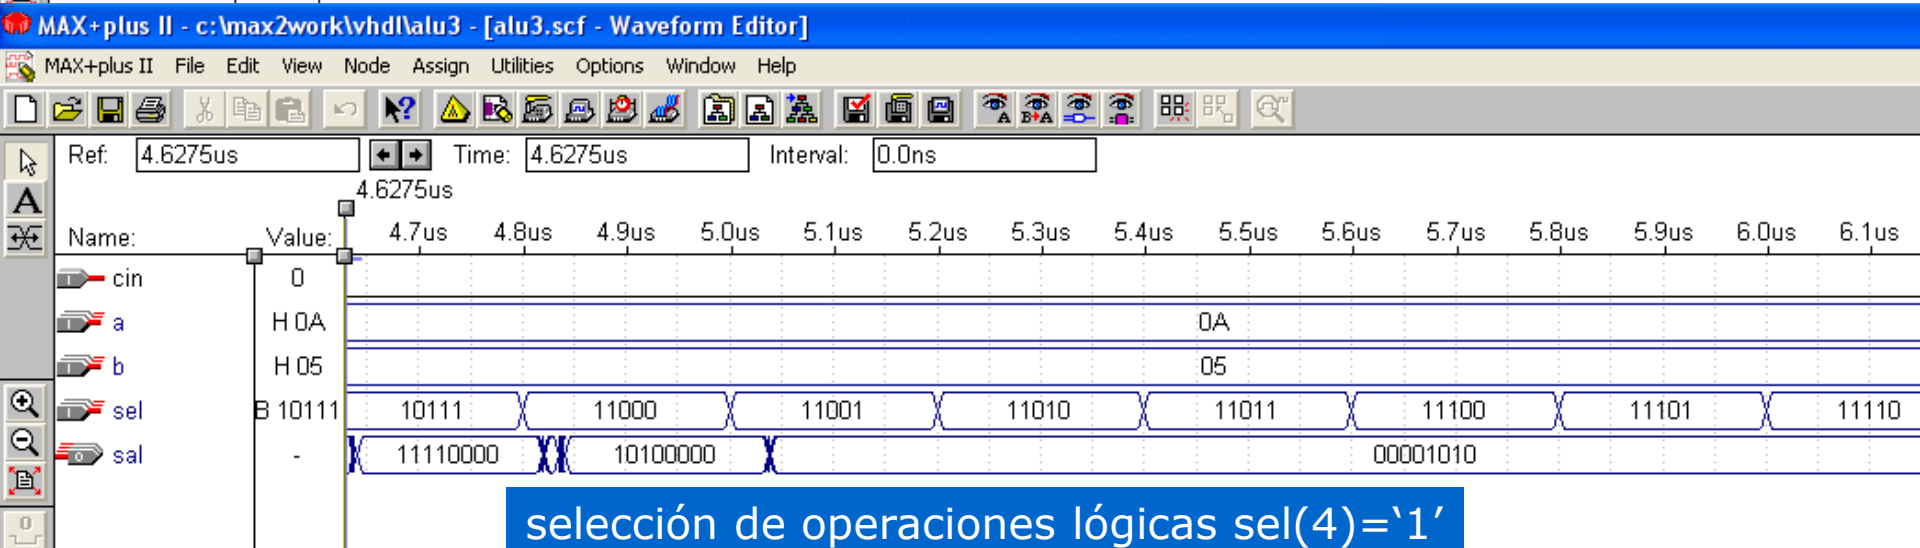 MAX+plus II - c:\max2work\vhdl\alu3 - [alu3.scf - Waveform Editor]
MAX+plus II File Edit View Node Assign Utilities Options Window Help
Ref: 4.6275us Time: 4.6275us Interval: 0.0ns
4.6275us
Name: Value: 4.7us 4.8us 4.9us 5.0us 5.1us 5.2us 5.3us 5.4us 5.5us 5.6us 5.7us 5.8us 5.9us 6.0us 6.1us
cin 0
a H 0A 0A
b H 05 05
sel B 10111 10111 11000 11001 11010 11011 11100 11101 11110
sal - 11110000 10100000 00001010
selección de operaciones lógicas sel(4)=‘1’